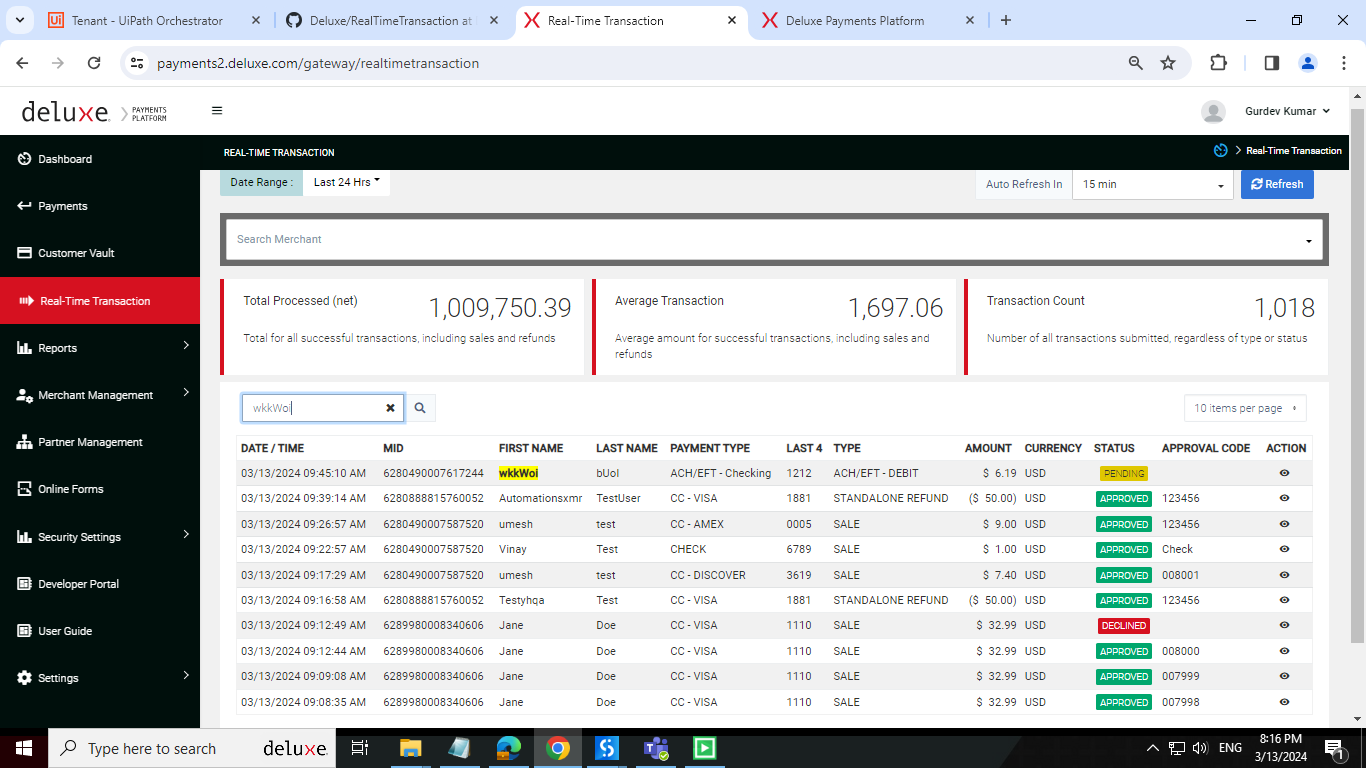 Tenant - UiPath Orchestrator
Deluxe/RealTimeTransaction at
Real-Time Transaction
Deluxe Payments Platform
payments2.deluxe.com/gateway/realtimetransaction
deluxe. PAYMENTS PLATFORM
Gurdev Kumar
REAL-TIME TRANSACTION
Real-Time Transaction
Dashboard
Payments
Customer Vault
Real-Time Transaction
Reports
Merchant Management
Partner Management
Online Forms
Security Settings
Developer Portal
User Guide
Settings
Date Range : Last 24 Hrs
Auto Refresh In 15 min Refresh
Search Merchant
Total Processed (net) 1,009,750.39
Total for all successful transactions, including sales and refunds
Average Transaction 1,697.06
Average amount for successful transactions, including sales and
refunds
Transaction Count 1,018
Number of all transactions submitted, regardless of type or status
wkkWoi
10 items per page
DATE / TIME MID FIRST NAME LAST NAME PAYMENT TYPE LAST 4 TYPE AMOUNT CURRENCY STATUS APPROVAL CODE ACTION
03/13/2024 09:45:10 AM 6280490007617244 wkkWoi bUol ACH/EFT - Checking 1212 ACH/EFT - DEBIT $ 6.19 USD PENDING
03/13/2024 09:39:14 AM 6280888815760052 Automationsxmr TestUser CC - VISA 1881 STANDALONE REFUND ($ 50.00) USD APPROVED 123456
03/13/2024 09:26:57 AM 6280490007587520 umesh test CC - AMEX 0005 SALE $ 9.00 USD APPROVED 123456
03/13/2024 09:22:57 AM 6280490007587520 Vinay Test CHECK 6789 SALE $ 1.00 USD APPROVED Check
03/13/2024 09:17:29 AM 6280490007587520 umesh test CC - DISCOVER 3619 SALE $ 7.40 USD APPROVED 008001
03/13/2024 09:16:58 AM 6280888815760052 Testyhqa Test CC - VISA 1881 STANDALONE REFUND ($ 50.00) USD APPROVED 123456
03/13/2024 09:12:49 AM 6289980008340606 Jane Doe CC - VISA 1110 SALE $ 32.99 USD DECLINED
03/13/2024 09:12:44 AM 6289980008340606 Jane Doe CC - VISA 1110 SALE $ 32.99 USD APPROVED 008000
03/13/2024 09:09:08 AM 6289980008340606 Jane Doe CC - VISA 1110 SALE $ 32.99 USD APPROVED 007999
03/13/2024 09:08:35 AM 6289980008340606 Jane Doe CC - VISA 1110 SALE $ 32.99 USD APPROVED 007998
Type here to search
deluxe.
ENG
8:16 PM
3/13/2024
1